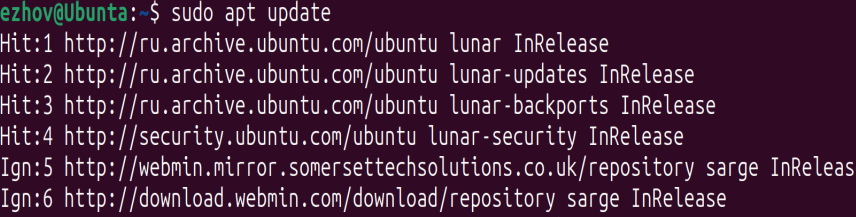 ezhov@Ubunta:~$ sudo apt update
Hit:1 http://ru.archive.ubuntu.com/ubuntu lunar InRelease
Hit:2 http://ru.archive.ubuntu.com/ubuntu lunar-updates InRelease
Hit:3 http://ru.archive.ubuntu.com/ubuntu lunar-backports InRelease
Hit:4 http://security.ubuntu.com/ubuntu lunar-security InRelease
Ign:5 http://webmin.mirror.somersettechsolutions.co.uk/repository sarge InReleas
Ign:6 http://download.webmin.com/download/repository sarge InRelease